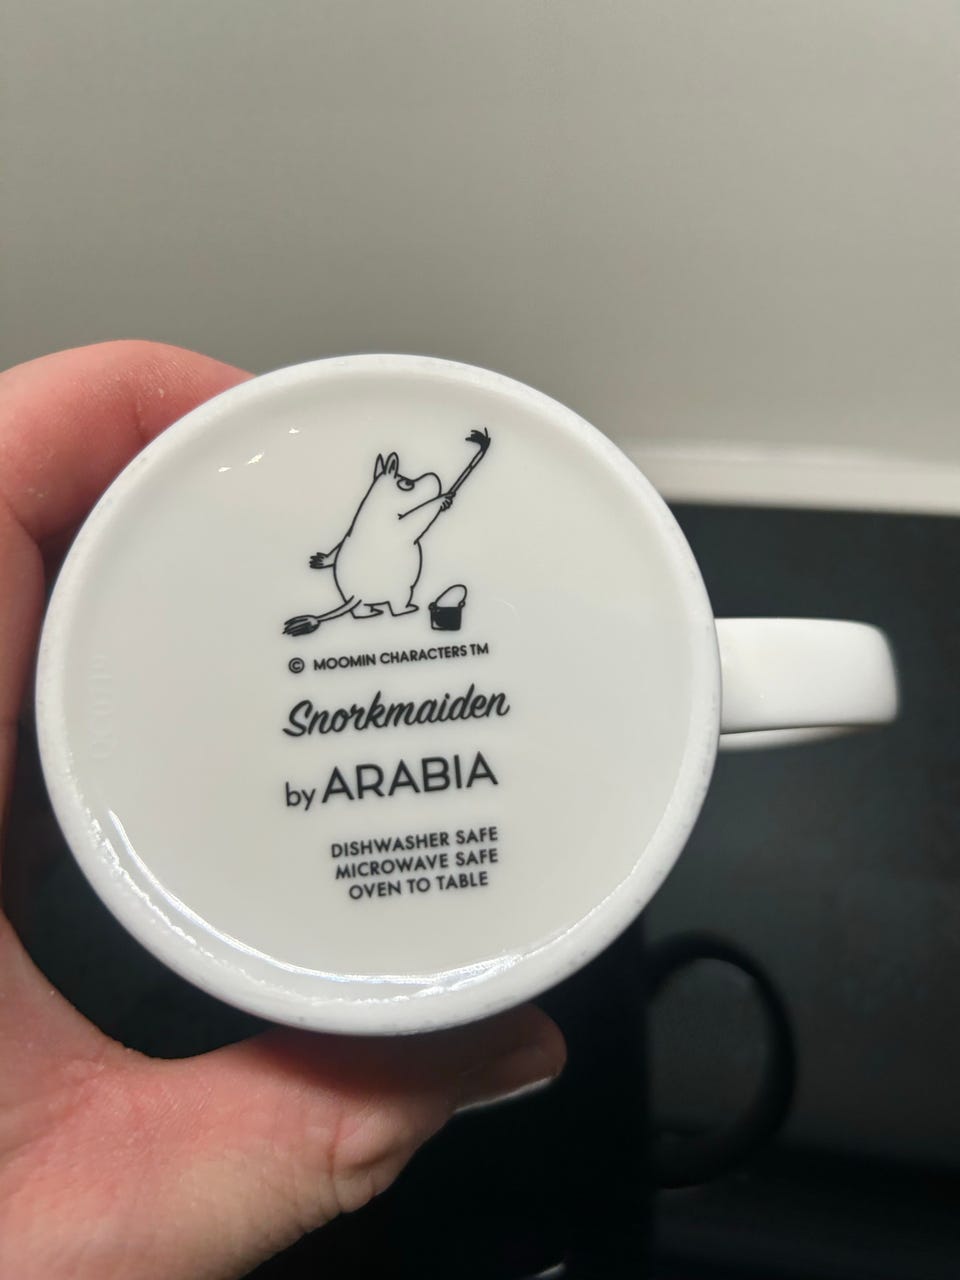 © MOOMIN CHARACTERS TM
Snorkmaiden
by ARABIA
DISHWASHER SAFE
MICROWAVE SAFE
OVEN TO TABLE